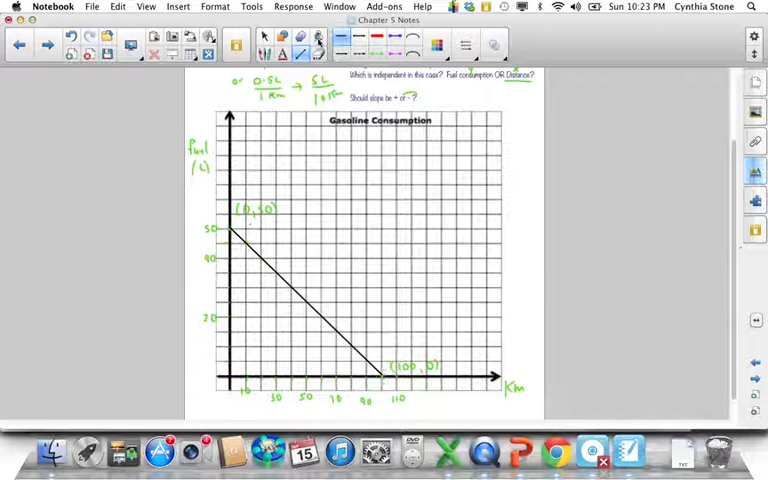 Notebook File Edit View Insert Format Tools Response Window Help Sun 10:23 PM Cynthia Stone
Chapter 5 Notes
Which is independent in this case? Fuel consumption OR Distance?
or 0.5L / 1 Km → 5L / 10 Km
Should slope be + or - ?
Gasoline Consumption
fuel
(L)
(0,50)
50
40
20
(100,0)
Km
10 30 50 70 90 110
15
TXT